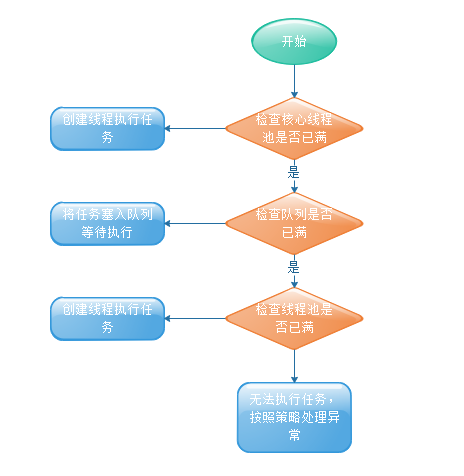 开始
检查核心线程
池是否已满
创建线程执行任
务
是
检查队列是否
已满
将任务塞入队列
等待执行
是
检查线程池是
否已满
创建线程执行任
务
无法执行任务，
按照策略处理异
常